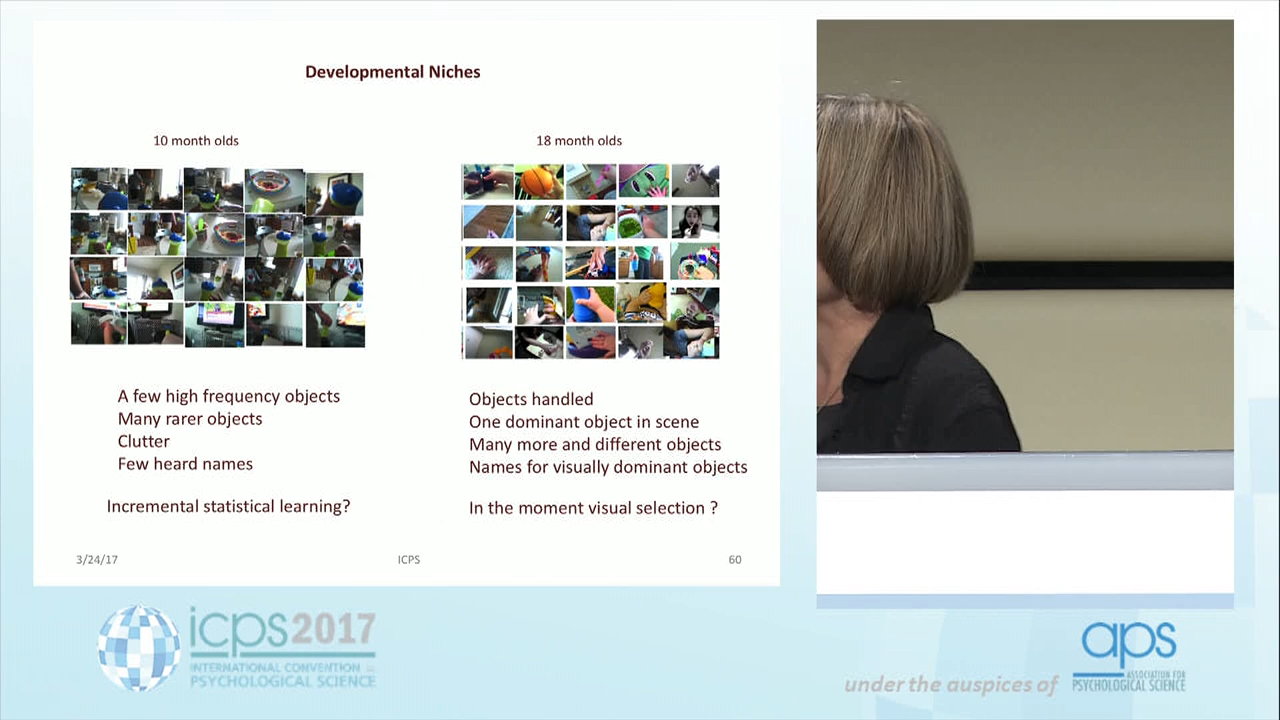 Developmental Niches
10 month olds
18 month olds
A few high frequency objects
Many rarer objects
Clutter
Few heard names
Incremental statistical learning?
Objects handled
One dominant object in scene
Many more and different objects
Names for visually dominant objects
In the moment visual selection ?
3/24/17
ICPS
60
icps2017
INTERNATIONAL CONVENTION
PSYCHOLOGICAL SCIENCE
under the auspices of
aps
ASSOCIATION FOR
PSYCHOLOGICAL SCIENCE